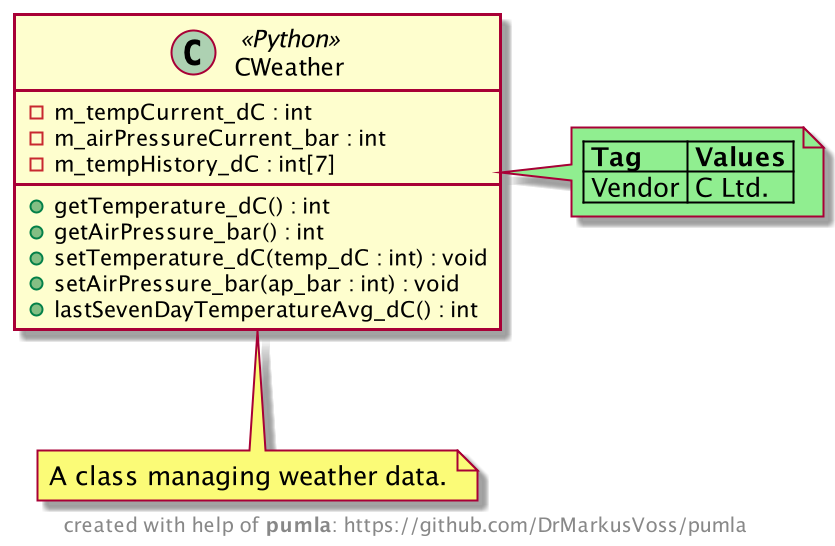 C
«Python»
CWeather
m_tempCurrent_dC : int
m_airPressureCurrent_bar : int
m_tempHistory_dC : int[7]
getTemperature_dC() : int
getAirPressure_bar() : int
setTemperature_dC(temp_dC : int) : void
setAirPressure_bar(ap_bar : int) : void
lastSevenDayTemperatureAvg_dC() : int
Tag Values
Vendor C Ltd.
A class managing weather data.
created with help of pumla: https://github.com/DrMarkusVoss/pumla